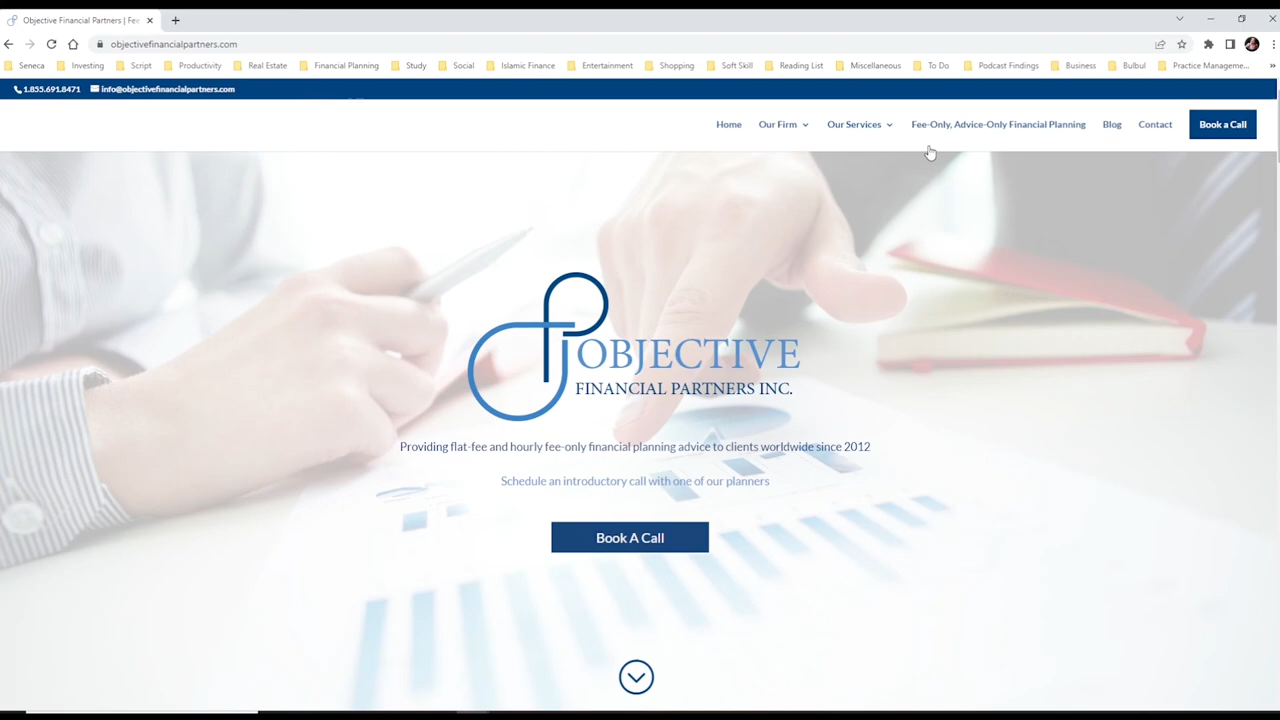 Objective Financial Partners | Fee
objectivefinancialpartners.com
Seneca Investing Script Productivity Real Estate Financial Planning Study Social Islamic Finance Entertainment Shopping Soft Skill Reading List Miscellaneous To Do Podcast Findings Business Bulbul Practice Manageme... »
1.855.691.8471 info@objectivefinancialpartners.com
Home Our Firm Our Services Fee-Only, Advice-Only Financial Planning Blog Contact Book a Call
OBJECTIVE
FINANCIAL PARTNERS INC.
Providing flat-fee and hourly fee-only financial planning advice to clients worldwide since 2012
Schedule an introductory call with one of our planners
Book A Call